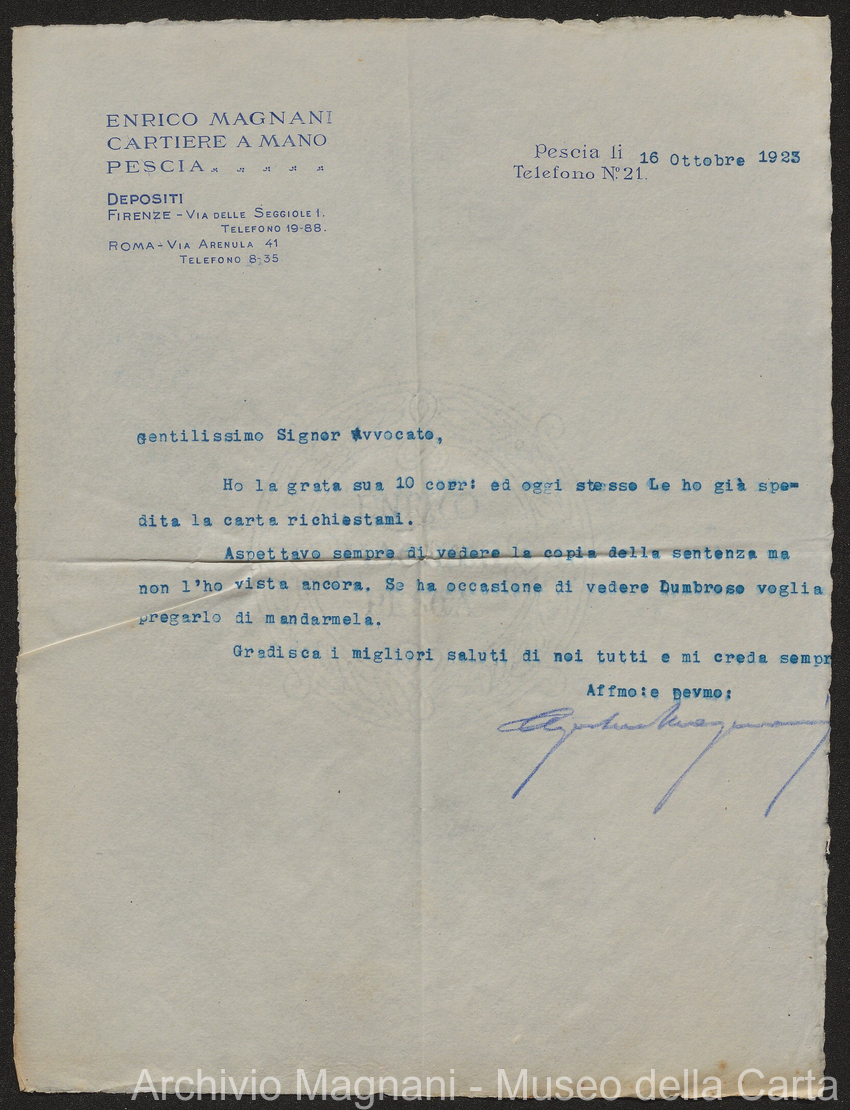 ENRICO MAGNANI
CARTIERE A MANO
PESCIA
DEPOSITI
FIRENZE - VIA DELLE SEGGIOLE 1.
TELEFONO 19-88.
ROMA - VIA ARENULA 41
TELEFONO 8-35
Pescia li 16 Ottobre 1923
Telefono Nº 21.
Gentilissimo Signor Avvocato,
Ho la grata sua 10 corr: ed oggi stesso Le ho già spe=
dita la carta richiestami.
Aspettavo sempre di vedere la copia della sentenza ma
non l'ho vista ancora. Se ha occasione di vedere Dumbroso voglia
pregarlo di mandarmela.
Gradisca i migliori saluti di noi tutti e mi creda sempr
Affmo:e Devmo:
Magnani
Archivio Magnani - Museo della Carta